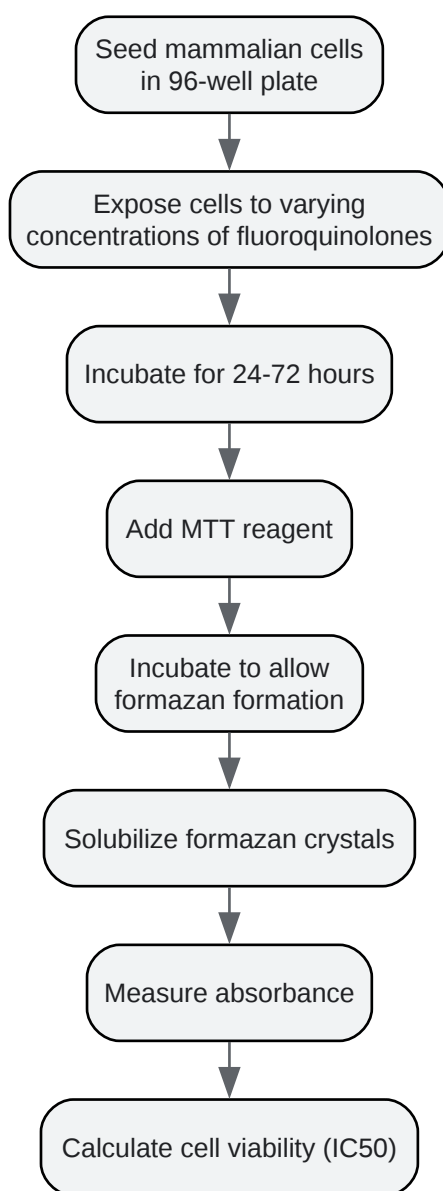 Seed mammalian cells
in 96-well plate
Expose cells to varying
concentrations of fluoroquinolones
Incubate for 24-72 hours
Add MTT reagent
Incubate to allow
formazan formation
Solubilize formazan crystals
Measure absorbance
Calculate cell viability (IC50)